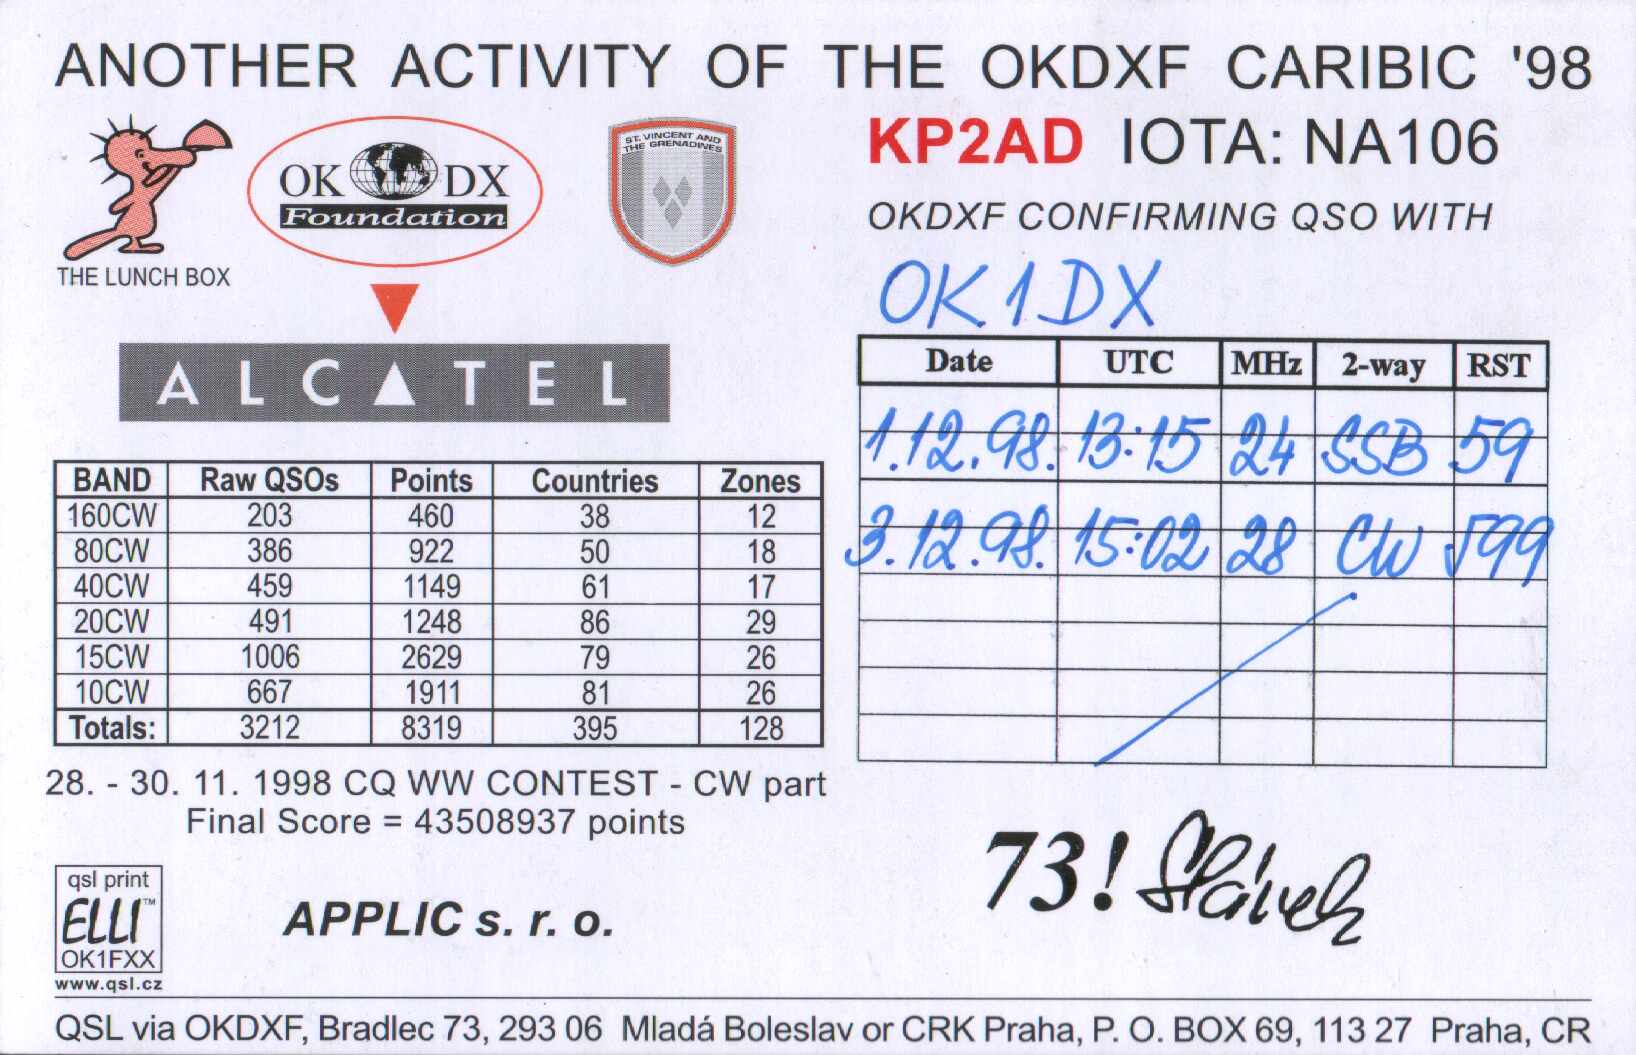 ANOTHER ACTIVITY OF THE OKDXF CARIBIC '98
THE LUNCH BOX
OK DX
Foundation
ST. VINCENT AND
THE GRENADINES
KP2AD IOTA: NA106
OKDXF CONFIRMING QSO WITH
OK1DX
ALCATEL
Date UTC MHz 2-way RST
1.12.98. 13:15 24 SSB 59
3.12.98. 15:02 28 CW 599
BAND Raw QSOs Points Countries Zones
160CW 203 460 38 12
80CW 386 922 50 18
40CW 459 1149 61 17
20CW 491 1248 86 29
15CW 1006 2629 79 26
10CW 667 1911 81 26
Totals: 3212 8319 395 128
28. - 30. 11. 1998 CQ WW CONTEST - CW part
Final Score = 43508937 points
73!
qsl print
ELLI™
OK1FXX
www.qsl.cz
APPLIC s. r. o.
QSL via OKDXF, Bradlec 73, 293 06 Mladá Boleslav or CRK Praha, P. O. BOX 69, 113 27 Praha, CR